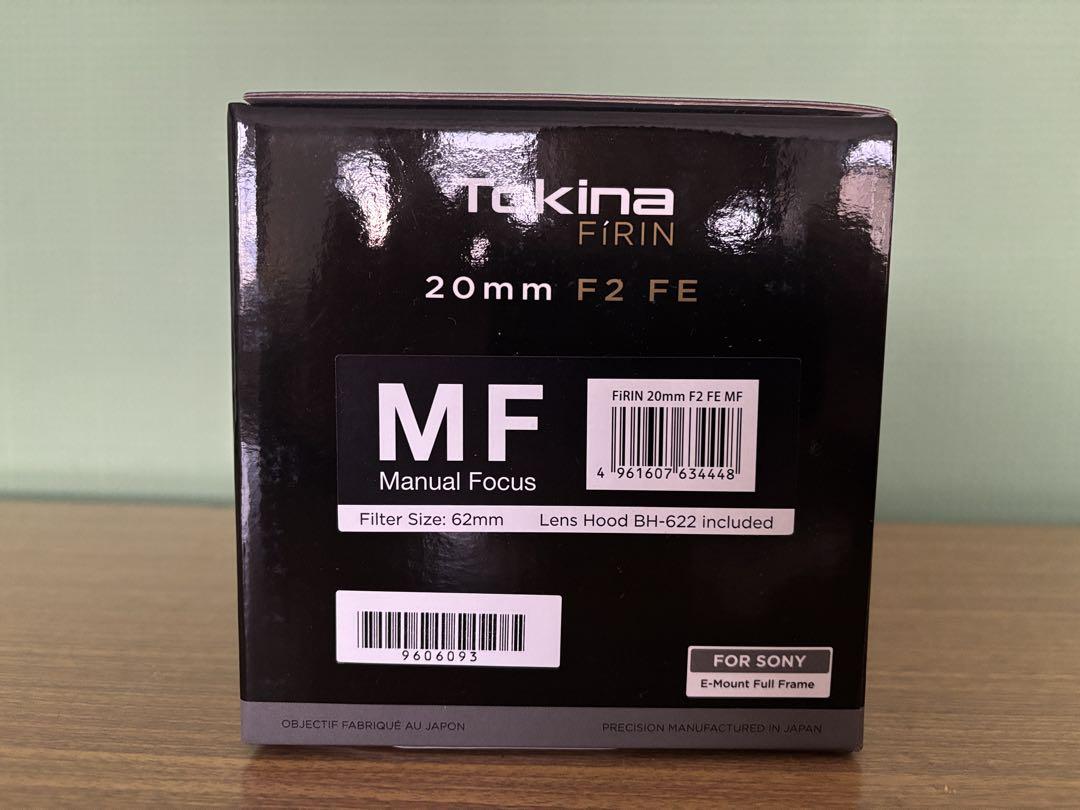 Tokina
FíRIN
20mm F2 FE
MF
Manual Focus
FiRIN 20mm F2 FE MF
4 961607 634448
Filter Size: 62mm Lens Hood BH-622 included
9606093
FOR SONY
E-Mount Full Frame
OBJECTIF FABRIQUÉ AU JAPON PRECISION MANUFACTURED IN JAPAN